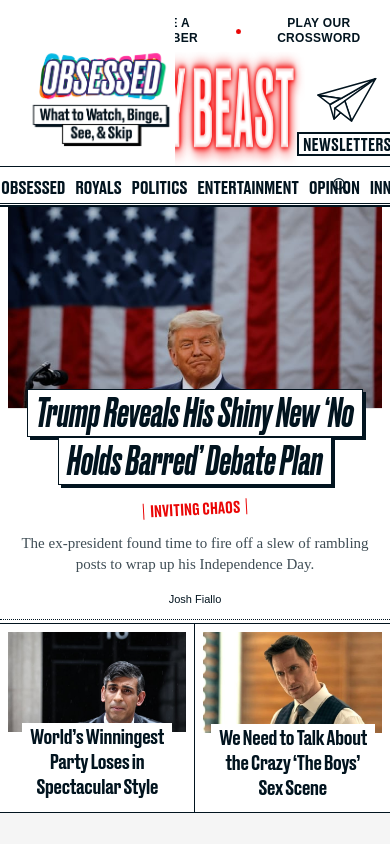 E A
BER
PLAY OUR
CROSSWORD
OBSESSED
What to Watch, Binge,
See, & Skip
Y BEAST
NEWSLETTERS
OBSESSED ROYALS POLITICS ENTERTAINMENT OPINION INN
Trump Reveals His Shiny New ‘No
Holds Barred’ Debate Plan
INVITING CHAOS
The ex-president found time to fire off a slew of rambling
posts to wrap up his Independence Day.
Josh Fiallo
World’s Winningest
Party Loses in
Spectacular Style
We Need to Talk About
the Crazy ‘The Boys’
Sex Scene